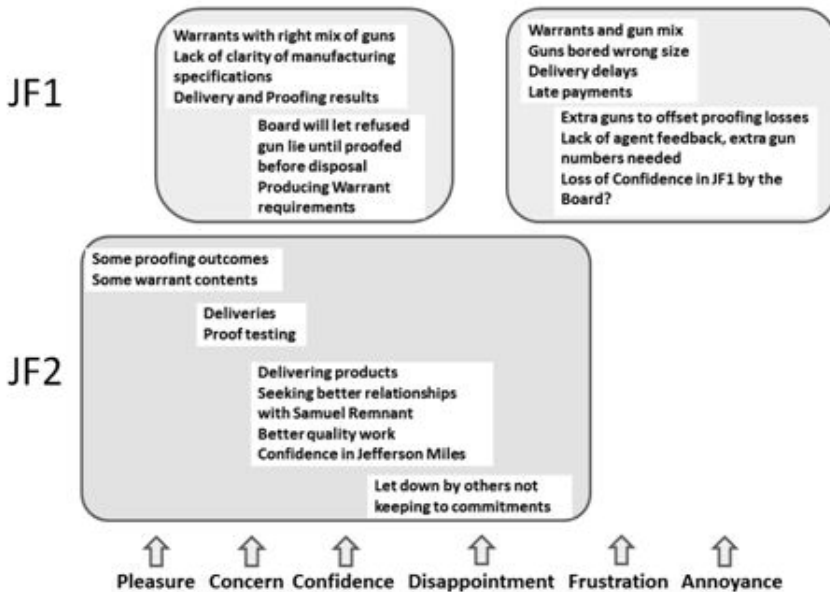 JF1
Warrants with right mix of guns
Lack of clarity of manufacturing
specifications
Delivery and Proofing results
Board will let refused
gun lie until proofed
before disposal
Producing Warrant
requirements
Warrants and gun mix
Guns bored wrong size
Delivery delays
Late payments
Extra guns to offset proofing losses
Lack of agent feedback, extra gun
numbers needed
Loss of Confidence in JF1 by the
Board?
JF2
Some proofing outcomes
Some warrant contents
Deliveries
Proof testing
Delivering products
Seeking better relationships
with Samuel Remnant
Better quality work
Confidence in Jefferson Miles
Let down by others not
keeping to commitments
Pleasure Concern Confidence Disappointment Frustration Annoyance